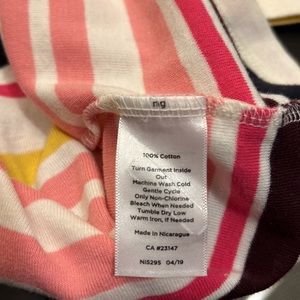 nig
100% Cotton
Turn Garment Inside
Out
Machine Wash Cold
Gentle Cycle
Only Non-Chlorine
Bleach When Needed
Tumble Dry Low
Warm Iron, If Needed
Made in Nicaragua
CA #23147
NI5295 04/19